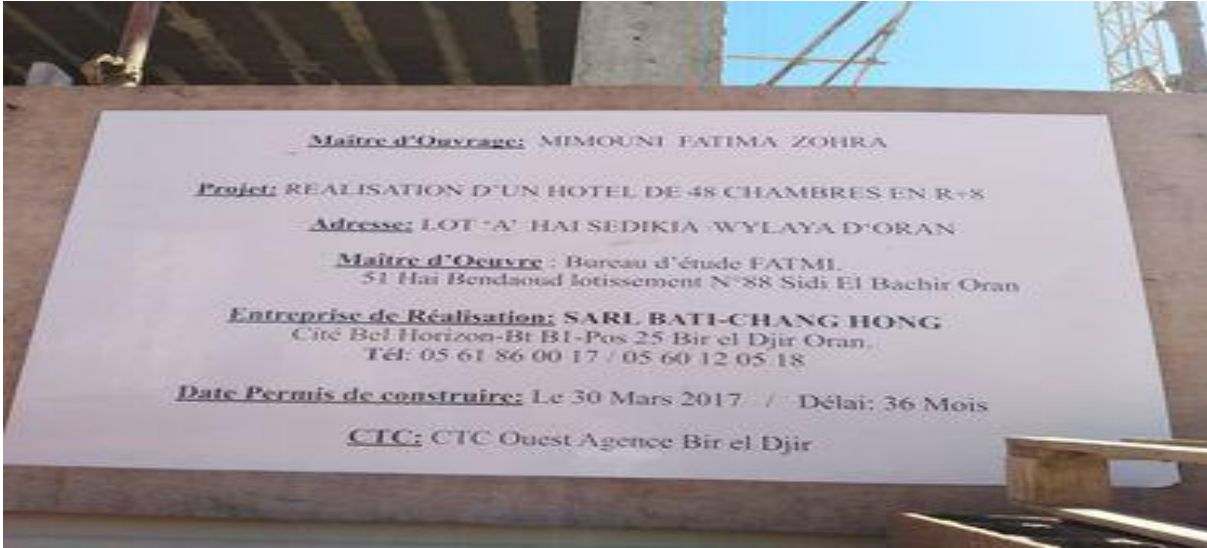 Maître d'Ouvrage: MIMOUNI FATIMA ZOHRA
Projet: REALISATION D'UN HOTEL DE 48 CHAMBRES EN R+8
Adresse: LOT 'A' HAI SEDIKIA WYLAYA D'ORAN
Maître d'Oeuvre : Bureau d'étude FATMI.
51 Hai Bendaoud lotissement N°88 Sidi El Bachir Oran
Entreprise de Réalisation: SARL BATI-CHANG HONG
Cité Bel Horizon-Bt B1-Pos 25 Bir el Djir Oran.
Tél: 05 61 86 00 17 / 05 60 12 05 18
Date Permis de construire: Le 30 Mars 2017 / Délai: 36 Mois
CTC: CTC Ouest Agence Bir el Djir